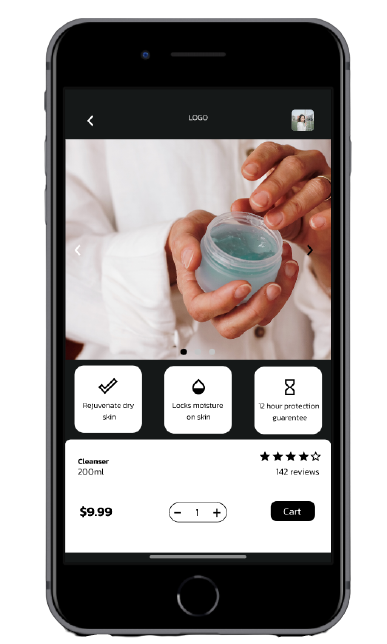 LOGO
Rejuvenate dry
skin
Locks moisture
on skin
12 hour protection
guarentee
Cleanser
200ml
142 reviews
$9.99
− 1 +
Cart